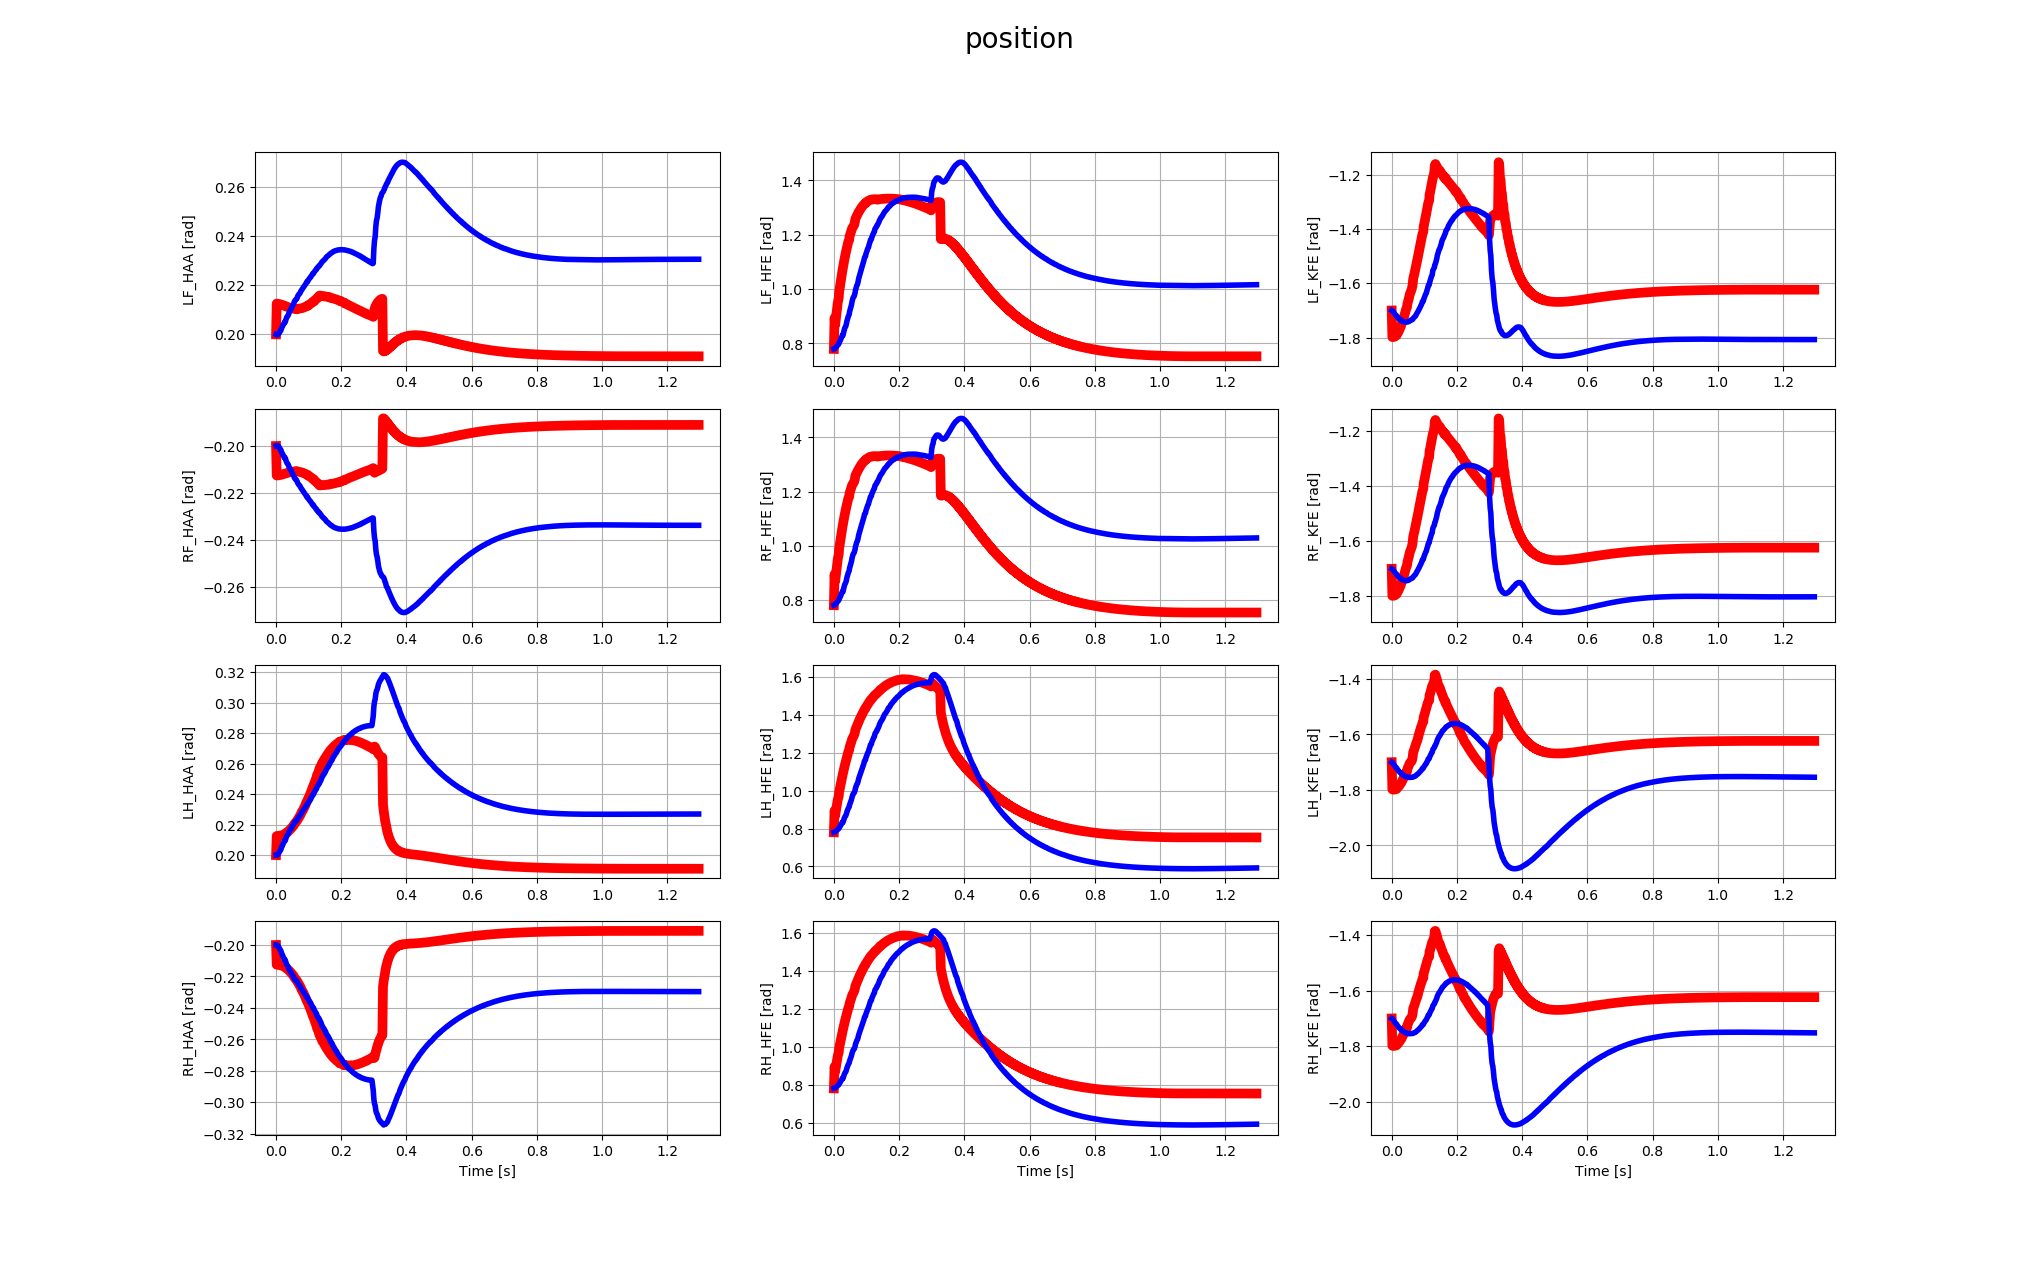 position
LF_HAA [rad]
0.26
0.24
0.22
0.20
0.0 0.2 0.4 0.6 0.8 1.0 1.2
LF_HFE [rad]
1.4
1.2
1.0
0.8
0.0 0.2 0.4 0.6 0.8 1.0 1.2
LF_KFE [rad]
−1.2
−1.4
−1.6
−1.8
0.0 0.2 0.4 0.6 0.8 1.0 1.2
RF_HAA [rad]
−0.20
−0.22
−0.24
−0.26
0.0 0.2 0.4 0.6 0.8 1.0 1.2
RF_HFE [rad]
1.4
1.2
1.0
0.8
0.0 0.2 0.4 0.6 0.8 1.0 1.2
RF_KFE [rad]
−1.2
−1.4
−1.6
−1.8
0.0 0.2 0.4 0.6 0.8 1.0 1.2
LH_HAA [rad]
0.32
0.30
0.28
0.26
0.24
0.22
0.20
0.0 0.2 0.4 0.6 0.8 1.0 1.2
LH_HFE [rad]
1.6
1.4
1.2
1.0
0.8
0.6
0.0 0.2 0.4 0.6 0.8 1.0 1.2
LH_KFE [rad]
−1.4
−1.6
−1.8
−2.0
0.0 0.2 0.4 0.6 0.8 1.0 1.2
RH_HAA [rad]
−0.20
−0.22
−0.24
−0.26
−0.28
−0.30
−0.32
0.0 0.2 0.4 0.6 0.8 1.0 1.2
Time [s]
RH_HFE [rad]
1.6
1.4
1.2
1.0
0.8
0.6
0.0 0.2 0.4 0.6 0.8 1.0 1.2
Time [s]
RH_KFE [rad]
−1.4
−1.6
−1.8
−2.0
0.0 0.2 0.4 0.6 0.8 1.0 1.2
Time [s]